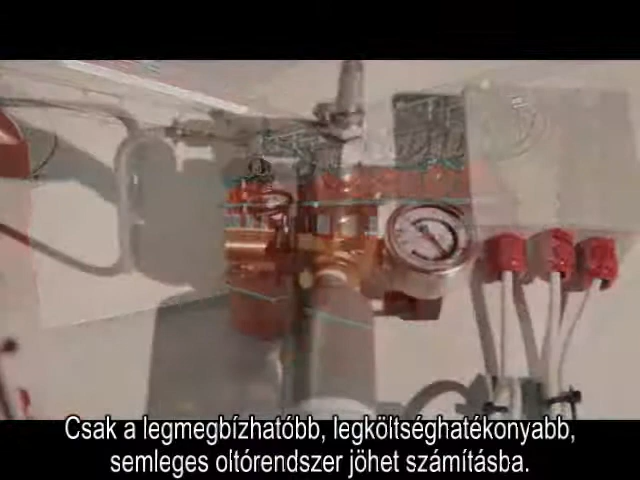 Csak a legmegbízhatóbb, legköltséghatékonyabb,
semleges oltórendszer jöhet számításba.